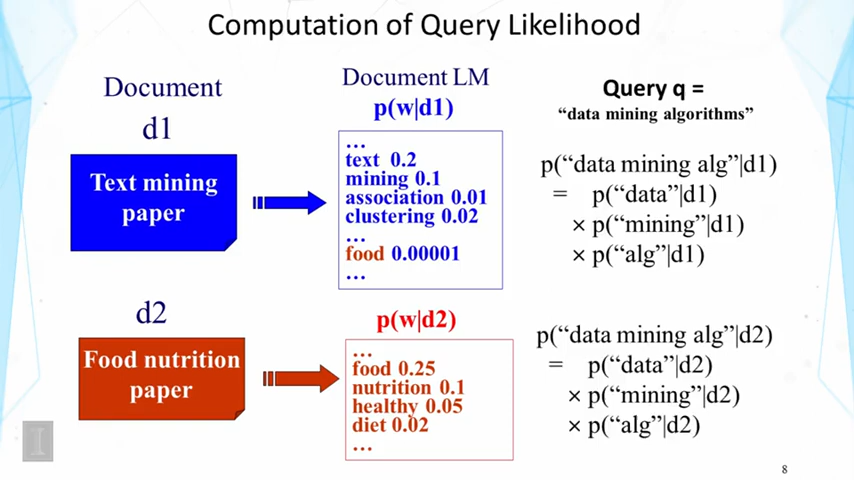 Computation of Query Likelihood
Document
d1
Text mining
paper
Document LM
p(w|d1)
…
text 0.2
mining 0.1
association 0.01
clustering 0.02
…
food 0.00001
…
Query q =
“data mining algorithms”
p(“data mining alg”|d1)
= p(“data”|d1)
× p(“mining”|d1)
× p(“alg”|d1)
d2
Food nutrition
paper
p(w|d2)
…
food 0.25
nutrition 0.1
healthy 0.05
diet 0.02
…
p(“data mining alg”|d2)
= p(“data”|d2)
× p(“mining”|d2)
× p(“alg”|d2)
I
8